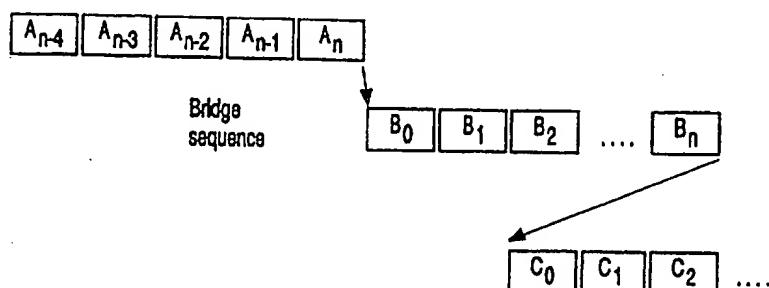 A_{n-4} A_{n-3} A_{n-2} A_{n-1} A_n
Bridge
sequence
B_0 B_1 B_2 .... B_n
C_0 C_1 C_2 ....